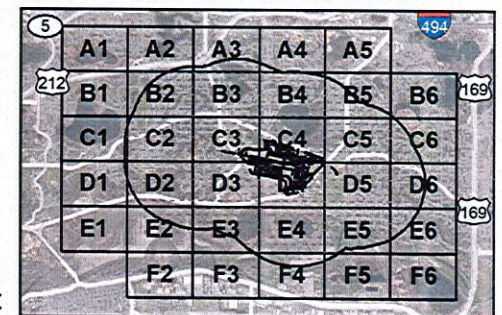 5 494
A1 A2 A3 A4 A5
212 B1 B2 B3 B4 B5 B6 169
C1 C2 C3 C4 C5 C6
D1 D2 D3 D5 D6
169
E1 E2 E3 E4 E5 E6
F2 F3 F4 F5 F6